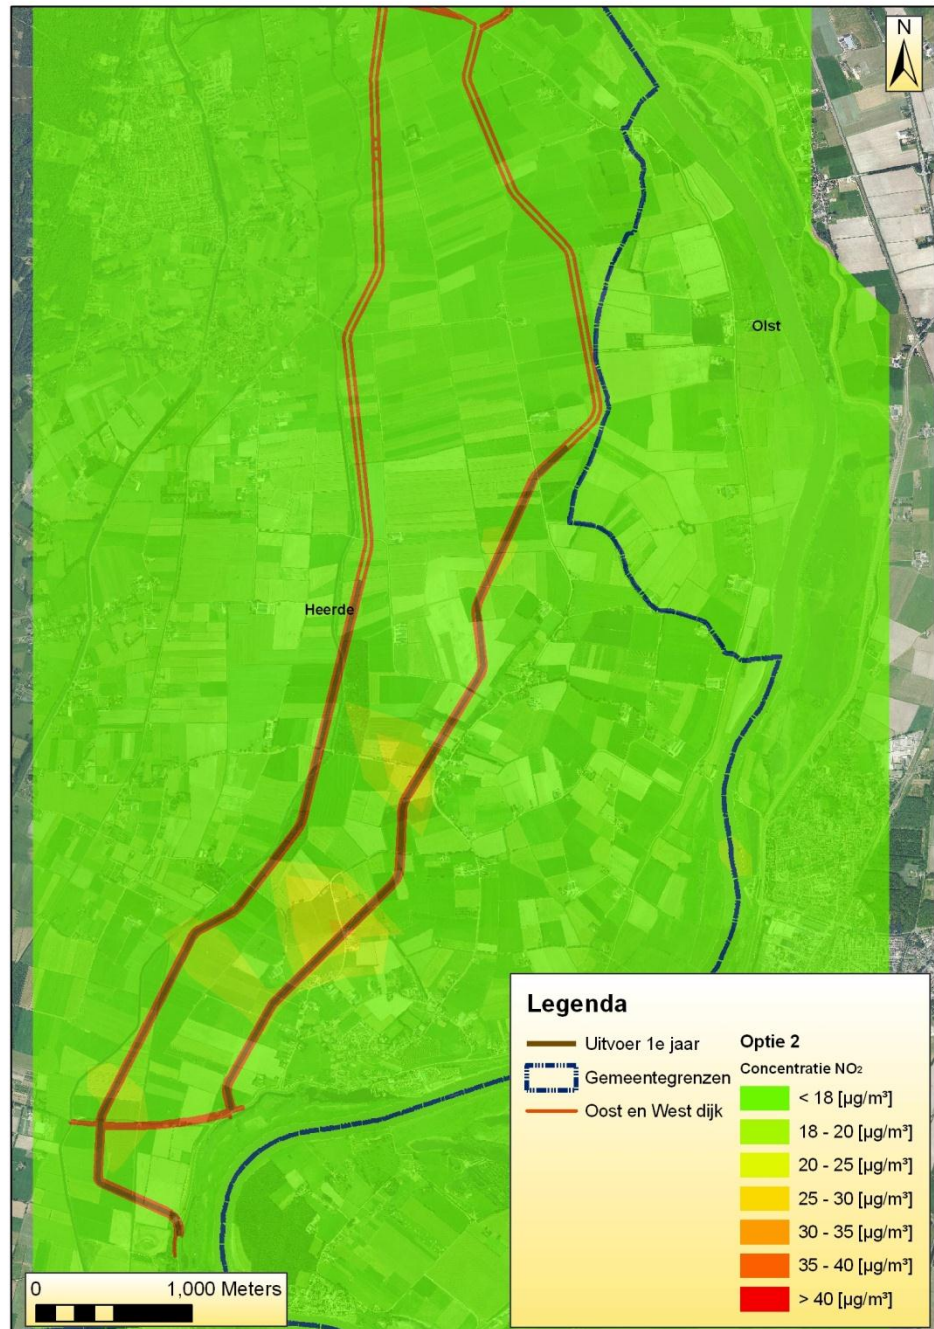 N
Olst
Heerde
Legenda
Uitvoer 1e jaar
Gemeentegrenzen
Oost en West dijk
Optie 2
Concentratie NO₂
< 18 [µg/m³]
18 - 20 [µg/m³]
20 - 25 [µg/m³]
25 - 30 [µg/m³]
30 - 35 [µg/m³]
35 - 40 [µg/m³]
> 40 [µg/m³]
0 1,000 Meters